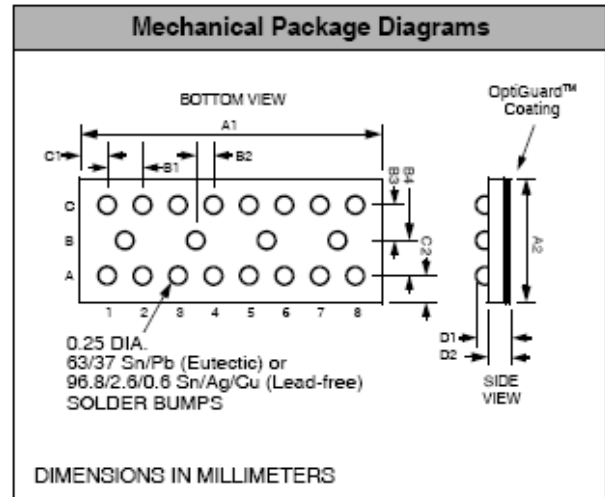 Mechanical Package Diagrams
BOTTOM VIEW
OptiGuard™
Coating
A1
C1
B1
B2
B3
B4
C
B
A
C2
A2
1 2 3 4 5 6 7 8
D1
D2
SIDE
VIEW
0.25 DIA.
63/37 Sn/Pb (Eutectic) or
96.8/2.6/0.6 Sn/Ag/Cu (Lead-free)
SOLDER BUMPS
DIMENSIONS IN MILLIMETERS